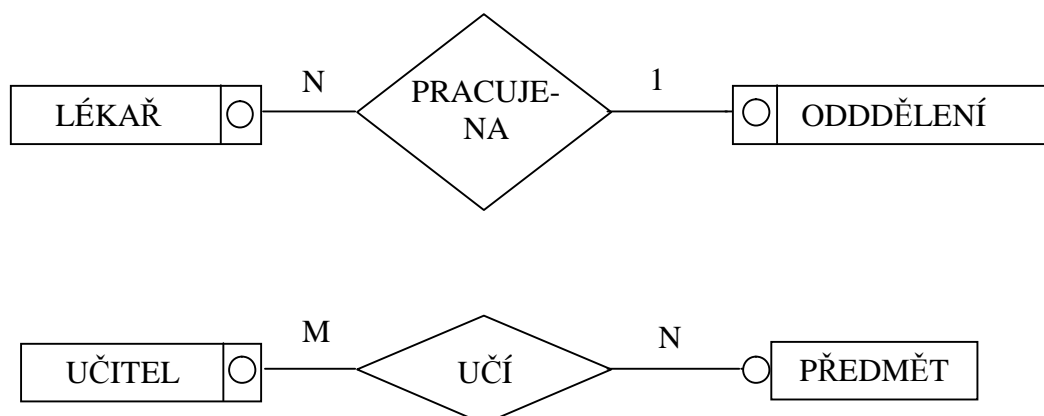 N
PRACUJE-
NA
1
LÉKAŘ
ODDDĚLENÍ
M
N
UČITEL
UČÍ
PŘEDMĚT